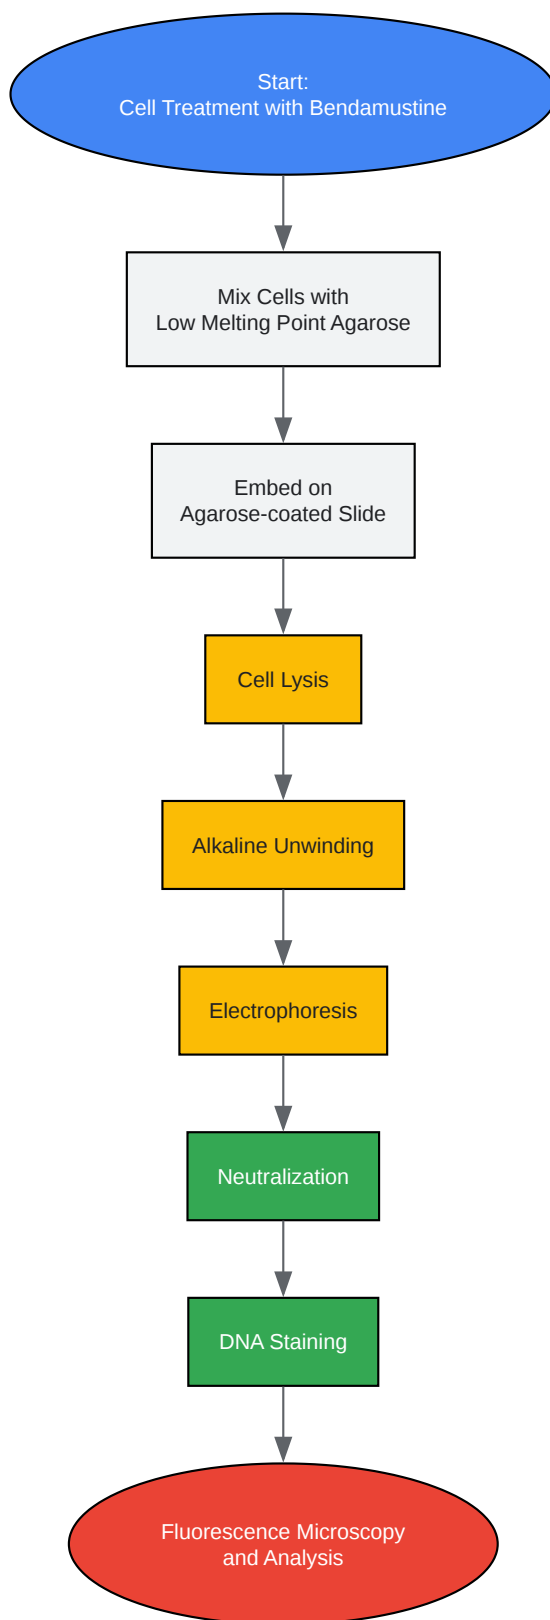 Start:
Cell Treatment with Bendamustine
Mix Cells with
Low Melting Point Agarose
Embed on
Agarose-coated Slide
Cell Lysis
Alkaline Unwinding
Electrophoresis
Neutralization
DNA Staining
Fluorescence Microscopy
and Analysis